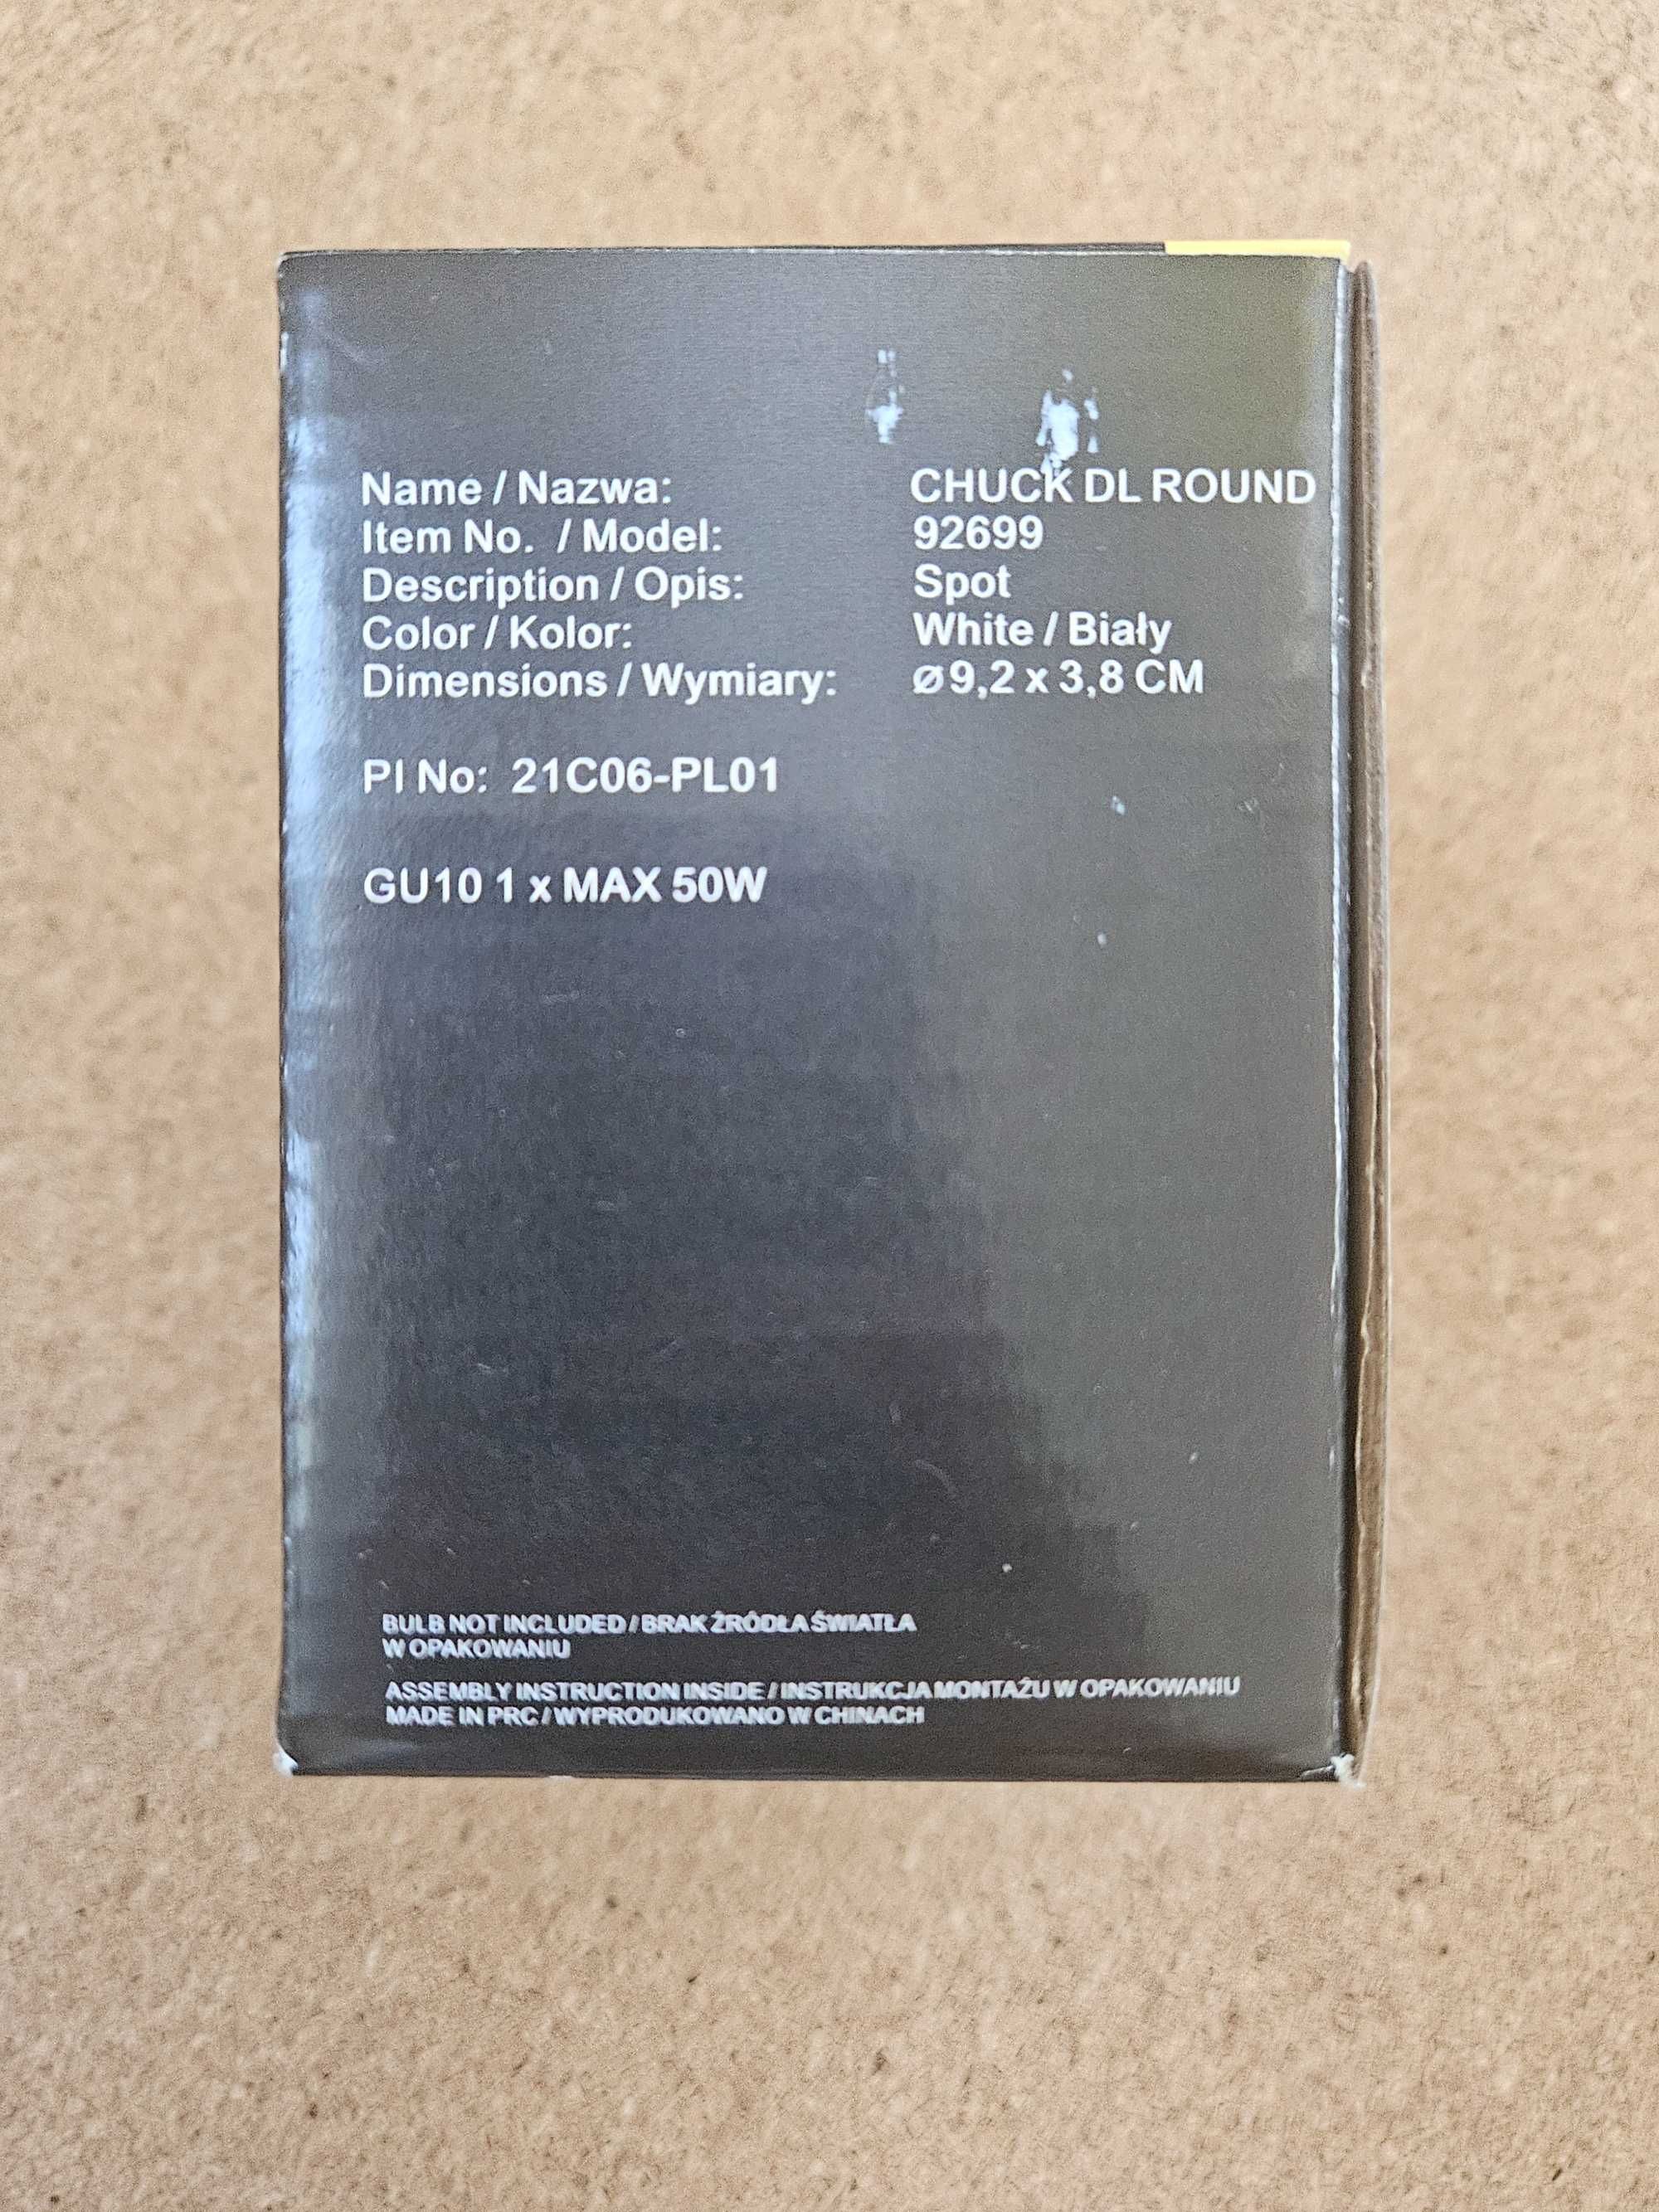 Name / Nazwa: CHUCK DL ROUND
Item No. / Model: 92699
Description / Opis: Spot
Color / Kolor: White / Biały
Dimensions / Wymiary: ⌀9,2 x 3,8 CM
PI No: 21C06-PL01
GU10 1 x MAX 50W
BULB NOT INCLUDED / BRAK ŹRÓDŁA ŚWIATŁA
W OPAKOWANIU
ASSEMBLY INSTRUCTION INSIDE / INSTRUKCJA MONTAŻU W OPAKOWANIU
MADE IN PRC / WYPRODUKOWANO W CHINACH